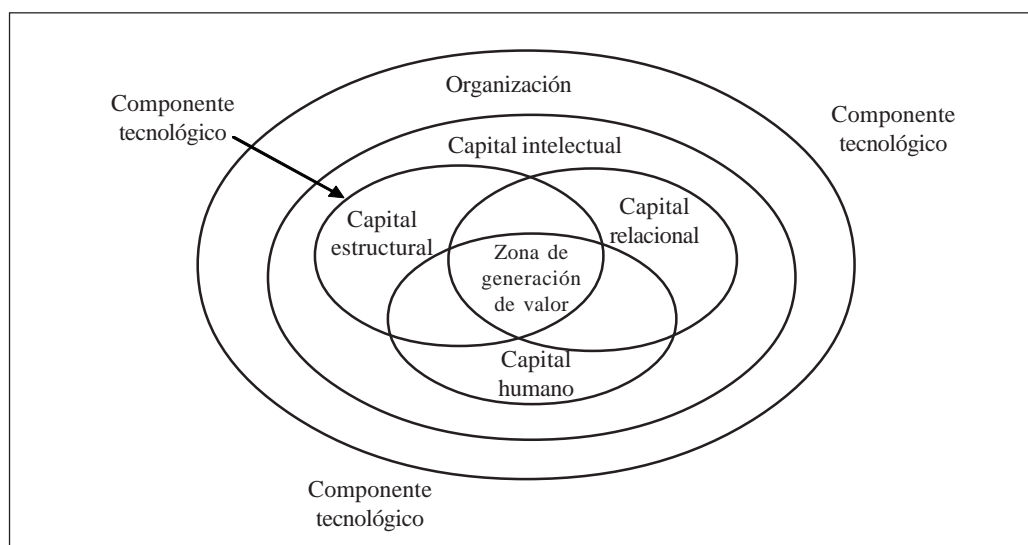 Organización
Componente
tecnológico
Componente
tecnológico
Capital intelectual
Capital
estructural
Capital
relacional
Zona de
generación
de valor
Capital
humano
Componente
tecnológico